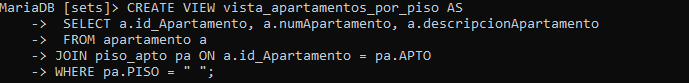 MariaDB [sets]> CREATE VIEW vista_apartamentos_por_piso AS
    -> SELECT a.id_Apartamento, a.numApartamento, a.descripcionApartamento
    -> FROM apartamento a
    -> JOIN piso_apto pa ON a.id_Apartamento = pa.APTO
    -> WHERE pa.PISO = " ";